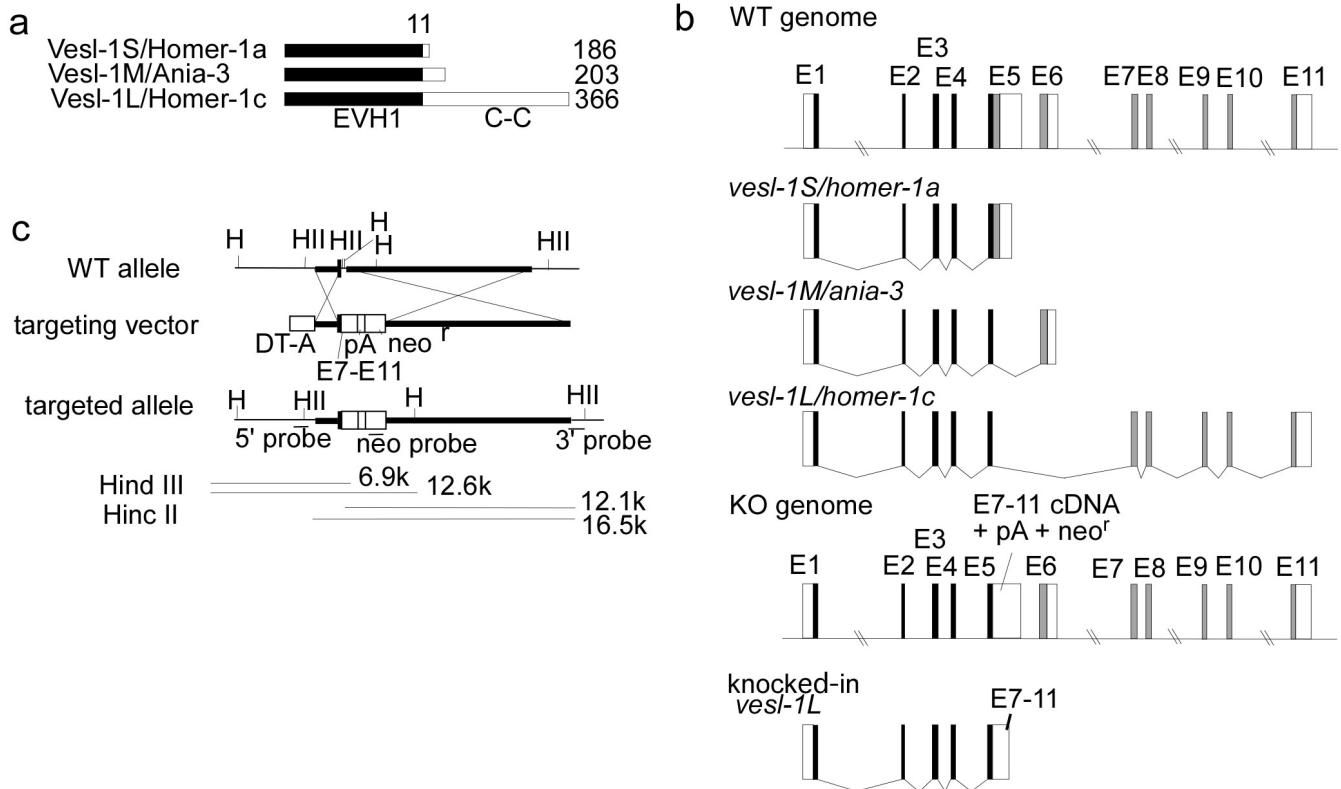 a
11
Vesl-1S/Homer-1a 186
Vesl-1M/Ania-3 203
Vesl-1L/Homer-1c 366
EVH1 C-C
b
WT genome
E3
E1 E2 E4 E5 E6 E7 E8 E9 E10 E11
vesl-1S/homer-1a
vesl-1M/ania-3
vesl-1L/homer-1c
KO genome
E7-11 cDNA
+ pA + neoʳ
E3
E1 E2 E4 E5 E6 E7 E8 E9 E10 E11
knocked-in
vesl-1L
E7-11
c
H
H HII HII H HII
WT allele
targeting vector
DT-A pA neo r
E7-E11
targeted allele
H HII H HII
5' probe neo probe 3' probe
Hind III 6.9k
12.6k
Hinc II 12.1k
16.5k